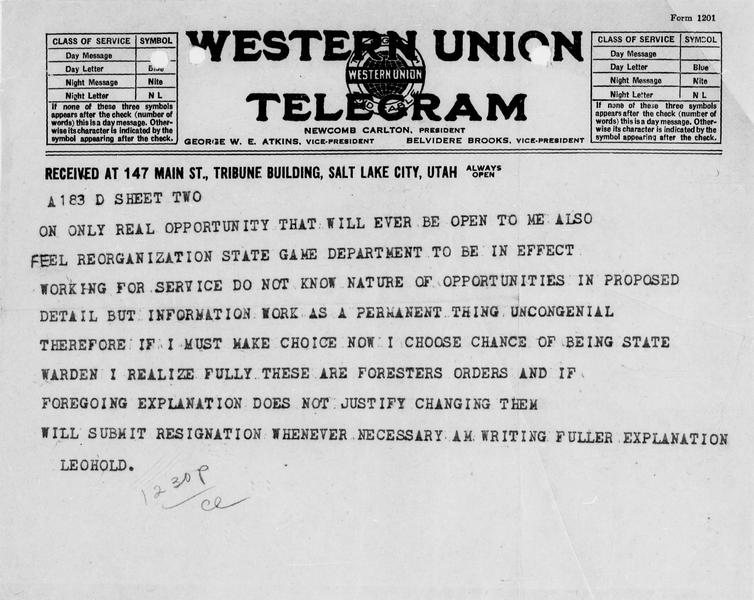 Form 1201
CLASS OF SERVICE SYMBOL
Day Message
Day Letter Blue
Night Message Nite
Night Letter N L
If none of these three symbols
appears after the check (number of
words) this is a day message. Other-
wise its character is indicated by the
symbol appearing after the check.
WESTERN UNION
WESTERN UNION
TELEGRAM
NEWCOMB CARLTON, PRESIDENT
GEORGE W. E. ATKINS, VICE-PRESIDENT BELVIDERE BROOKS, VICE-PRESIDENT
CLASS OF SERVICE SYMBOL
Day Message
Day Letter Blue
Night Message Nite
Night Letter N L
If none of these three symbols
appears after the check (number of
words) this is a day message. Other-
wise its character is indicated by the
symbol appearing after the check.
RECEIVED AT 147 MAIN ST., TRIBUNE BUILDING, SALT LAKE CITY, UTAH ALWAYS OPEN
A183 D SHEET TWO
ON ONLY REAL OPPORTUNITY THAT WILL EVER BE OPEN TO ME ALSO
FEEL REORGANIZATION STATE GAME DEPARTMENT TO BE IN EFFECT
WORKING FOR SERVICE DO NOT KNOW NATURE OF OPPORTUNITIES IN PROPOSED
DETAIL BUT INFORMATION WORK AS A PERMANENT THING UNCONGENIAL
THEREFORE IF I MUST MAKE CHOICE NOW I CHOOSE CHANCE OF BEING STATE
WARDEN I REALIZE FULLY THESE ARE FORESTERS ORDERS AND IF
FOREGOING EXPLANATION DOES NOT JUSTIFY CHANGING THEM
WILL SUBMIT RESIGNATION WHENEVER NECESSARY AM WRITING FULLER EXPLANATION
LEOHOLD.
1230P
ce